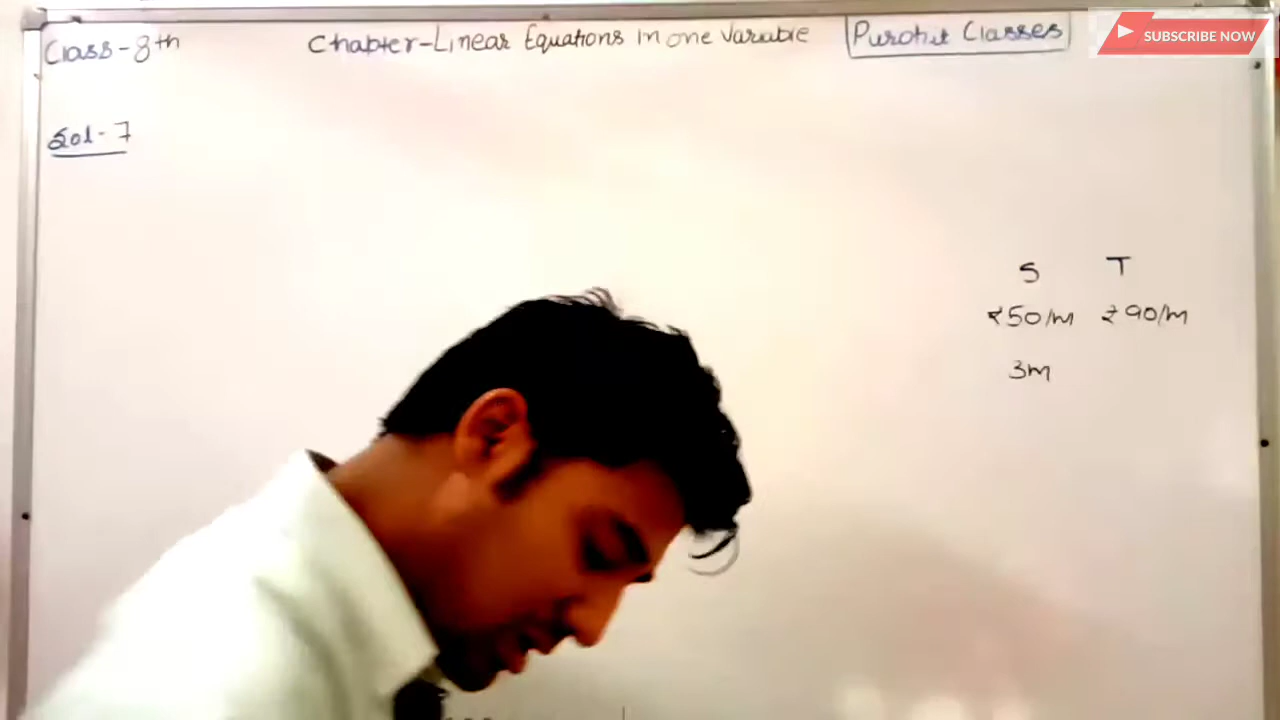 Class-8th Chapter-Linear Equations in one Variable Purohit Classes
SUBSCRIBE NOW
Sol-7
S T
₹50/m ₹90/m
3m